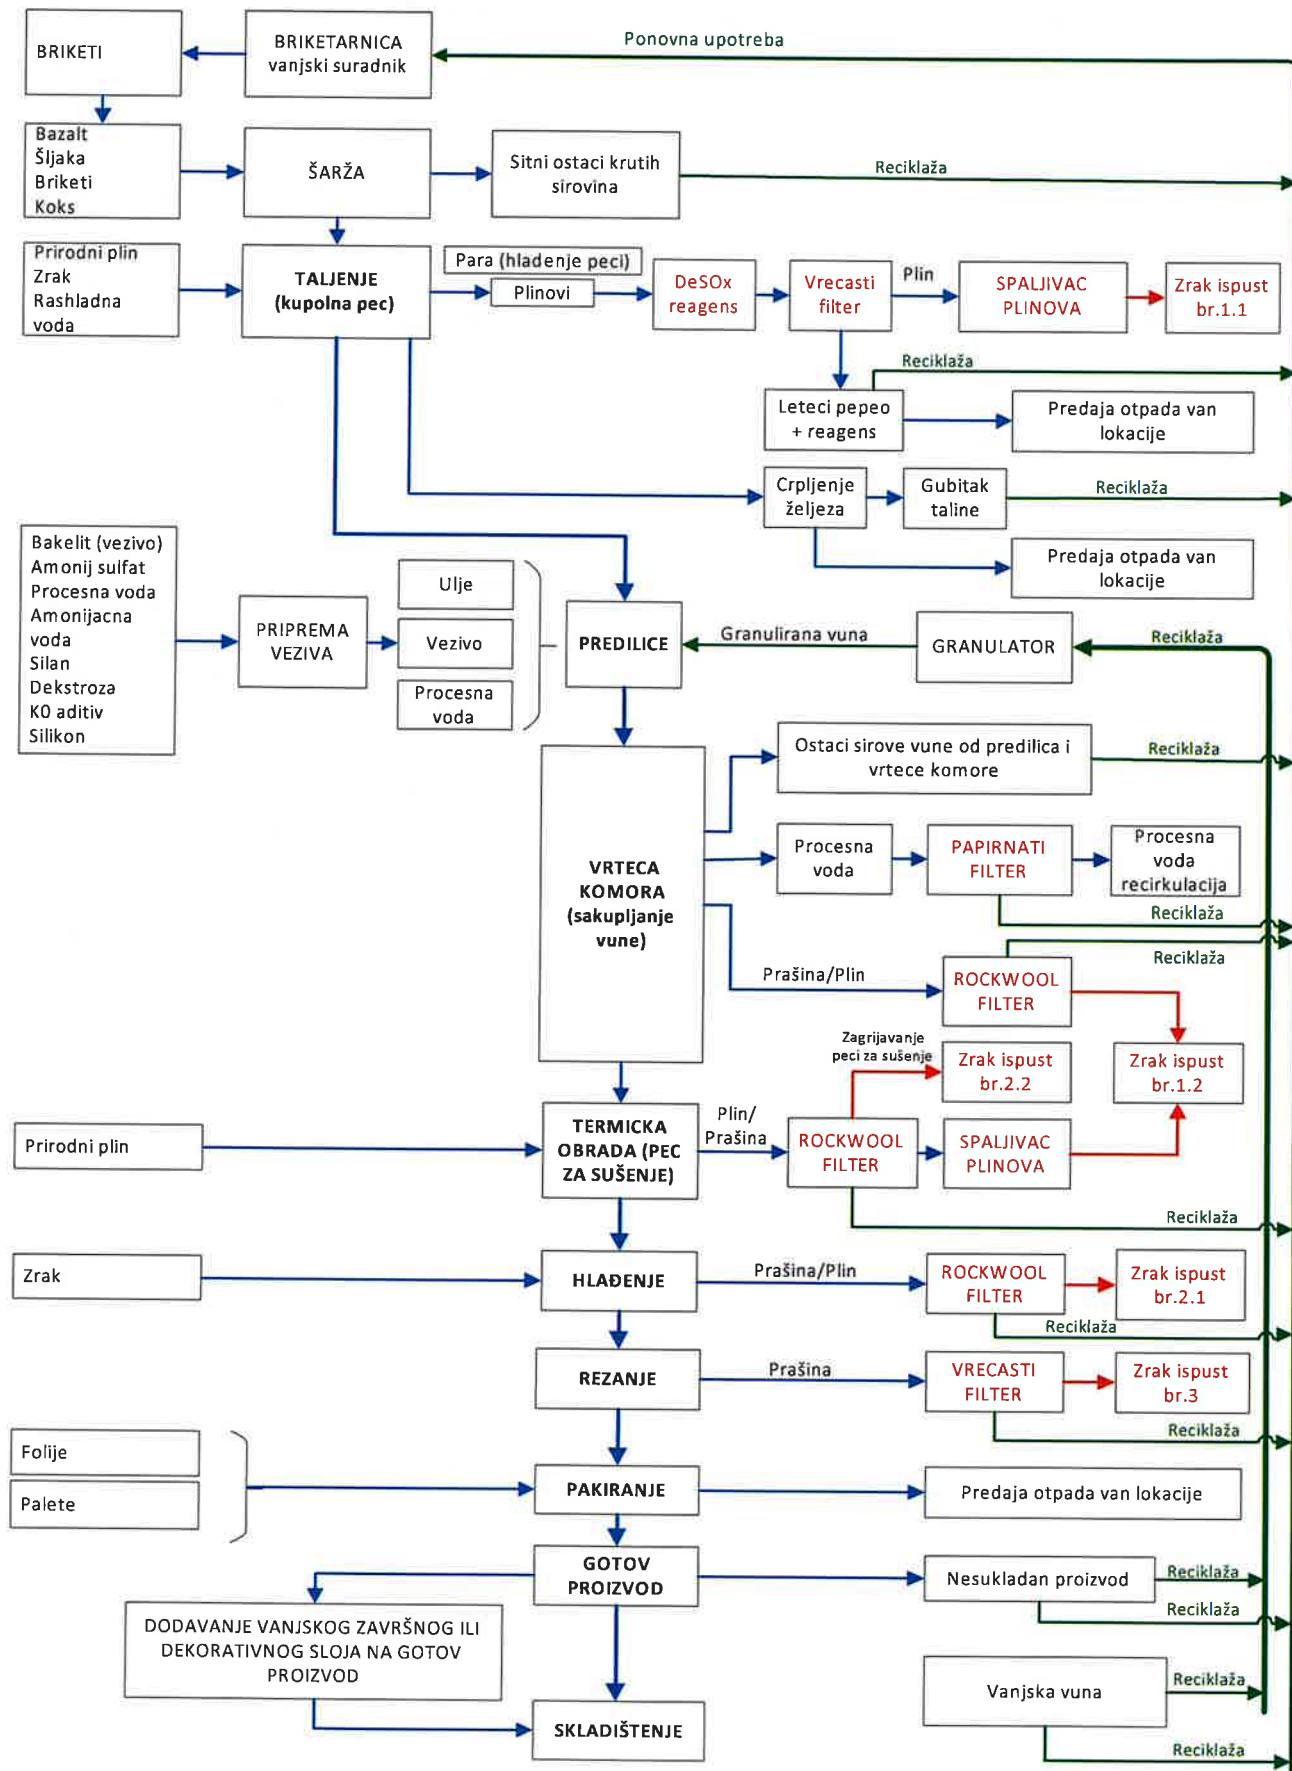 BRIKETI
BRIKETARNICA
vanjski suradnik
Ponovna upotreba
Bazalt
Šljaka
Briketi
Koks
ŠARŽA
Sitni ostaci krutih
sirovina
Reciklaža
Prirodni plin
Zrak
Rashladna
voda
TALJENJE
(kupolna pec)
Para (hladenje peci)
Plinovi
DeSOx
reagens
Vrecasti
filter
Plin
SPALJIVAC
PLINOVA
Zrak ispust
br.1.1
Reciklaža
Leteci pepeo
+ reagens
Predaja otpada van
lokacije
Crpljenje
željeza
Gubitak
taline
Reciklaža
Predaja otpada van
lokacije
Bakelit (vezivo)
Amonij sulfat
Procesna voda
Amonijacna
voda
Silan
Dekstroza
K0 aditiv
Silikon
PRIPREMA
VEZIVA
Ulje
Vezivo
Procesna
voda
PREDILICE
Granulirana vuna
GRANULATOR
Reciklaža
VRTECA
KOMORA
(sakupljanje
vune)
Ostaci sirove vune od predilica i
vrtece komore
Reciklaža
Procesna
voda
PAPIRNATI
FILTER
Procesna
voda
recirkulacija
Reciklaža
Prašina/Plin
ROCKWOOL
FILTER
Reciklaža
Zagrijavanje
peci za sušenje
Zrak ispust
br.2.2
Zrak ispust
br.1.2
Prirodni plin
TERMICKA
OBRADA (PEC
ZA SUŠENJE)
Plin/
Prašina
ROCKWOOL
FILTER
SPALJIVAC
PLINOVA
Reciklaža
Zrak
HLAĐENJE
Prašina/Plin
ROCKWOOL
FILTER
Zrak ispust
br.2.1
Reciklaža
REZANJE
Prašina
VRECASTI
FILTER
Zrak ispust
br.3
Reciklaža
Folije
Palete
PAKIRANJE
Predaja otpada van lokacije
GOTOV
PROIZVOD
Nesukladan proizvod
Reciklaža
Reciklaža
DODAVANJE VANJSKOG ZAVRŠNOG ILI
DEKORATIVNOG SLOJA NA GOTOV
PROIZVOD
SKLADIŠTENJE
Vanjska vuna
Reciklaža
Reciklaža